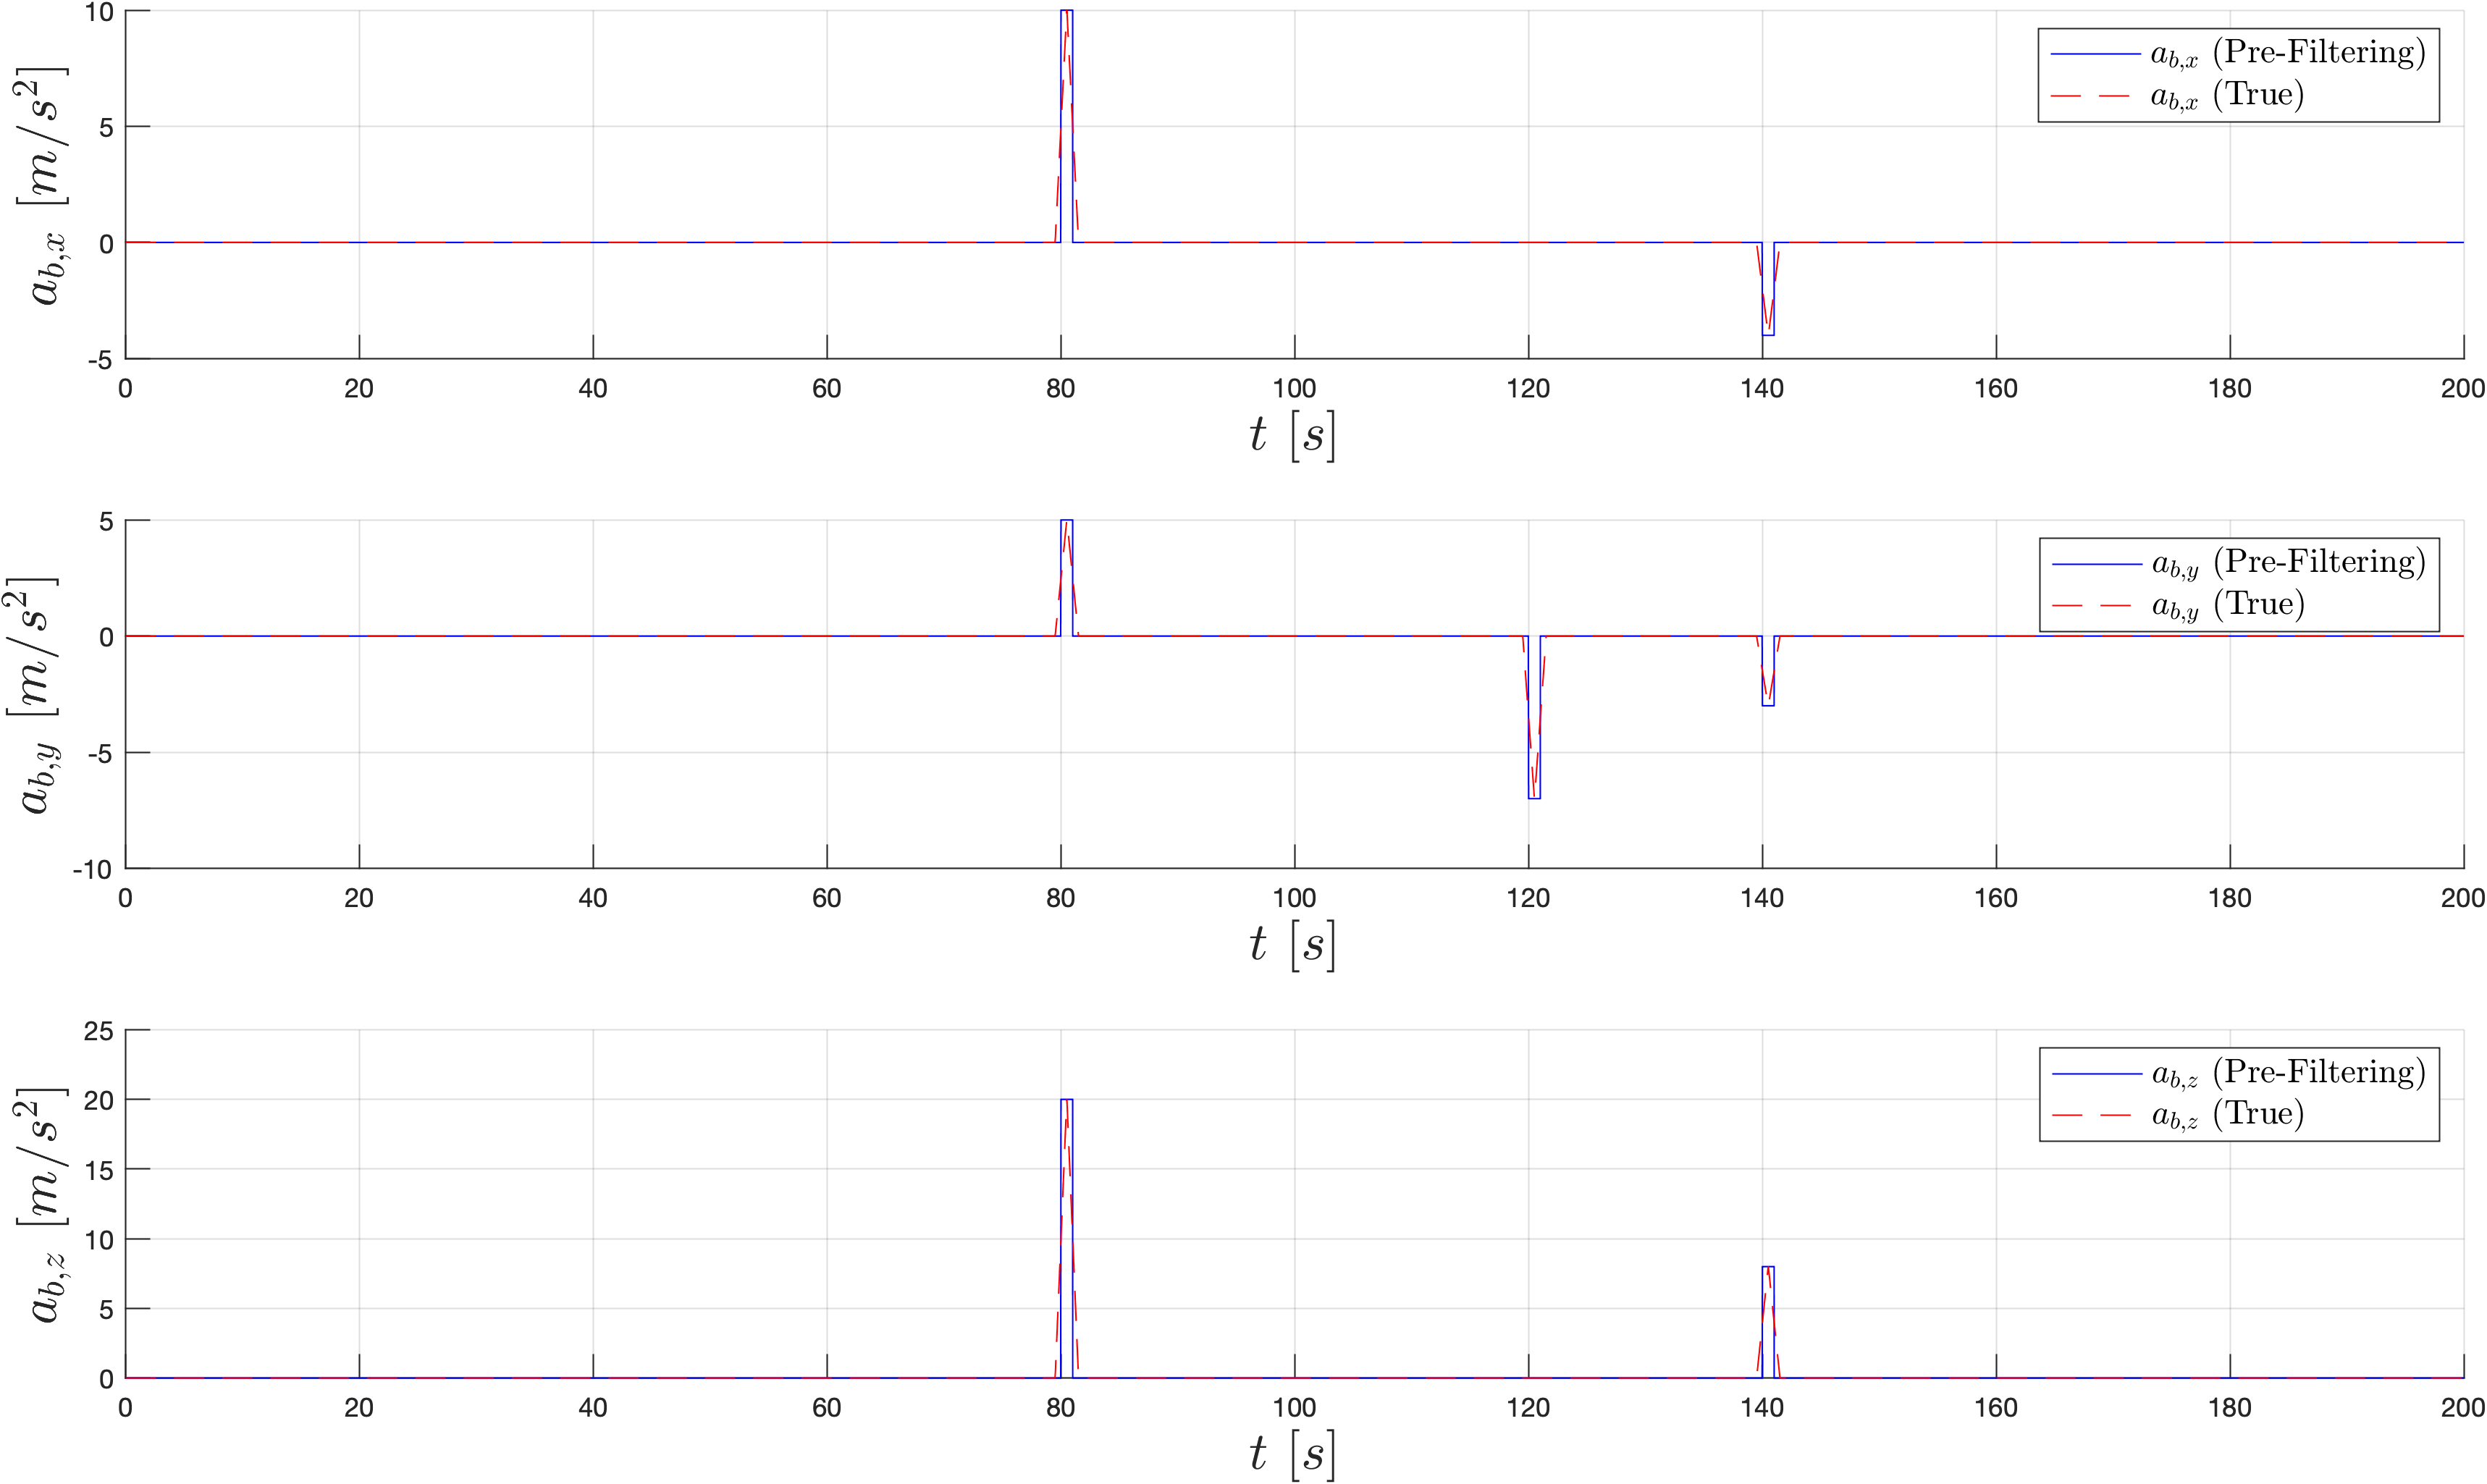 10
5
0
-5
a_{b,x} [m/s^2]
a_{b,x} (Pre-Filtering)
a_{b,x} (True)
0 20 40 60 80 100 120 140 160 180 200
t [s]
5
0
-5
-10
a_{b,y} [m/s^2]
a_{b,y} (Pre-Filtering)
a_{b,y} (True)
0 20 40 60 80 100 120 140 160 180 200
t [s]
25
20
15
10
5
0
a_{b,z} [m/s^2]
a_{b,z} (Pre-Filtering)
a_{b,z} (True)
0 20 40 60 80 100 120 140 160 180 200
t [s]